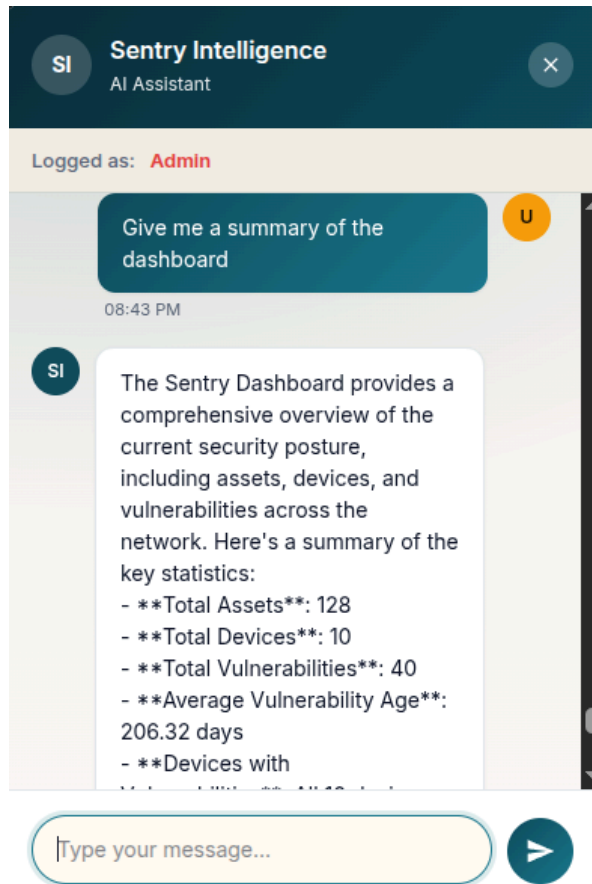 SI
Sentry Intelligence
AI Assistant
Logged as: Admin
Give me a summary of the
dashboard
U
08:43 PM
SI
The Sentry Dashboard provides a
comprehensive overview of the
current security posture,
including assets, devices, and
vulnerabilities across the
network. Here's a summary of the
key statistics:
- **Total Assets**: 128
- **Total Devices**: 10
- **Total Vulnerabilities**: 40
- **Average Vulnerability Age**:
206.32 days
- **Devices with
Type your message...